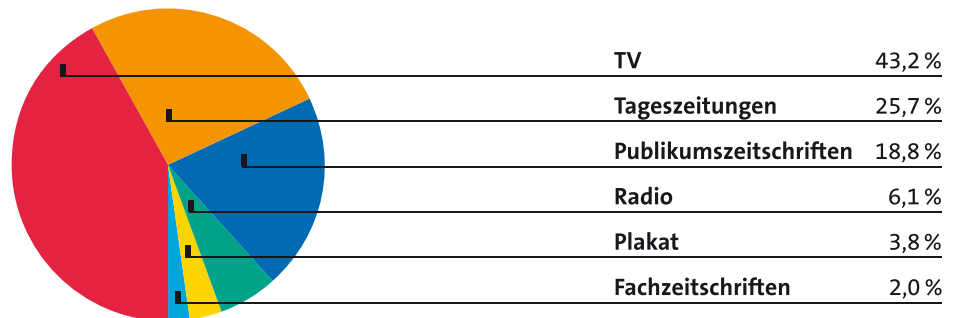 TV 43,2 %
Tageszeitungen 25,7 %
Publikumszeitschriften 18,8 %
Radio 6,1 %
Plakat 3,8 %
Fachzeitschriften 2,0 %